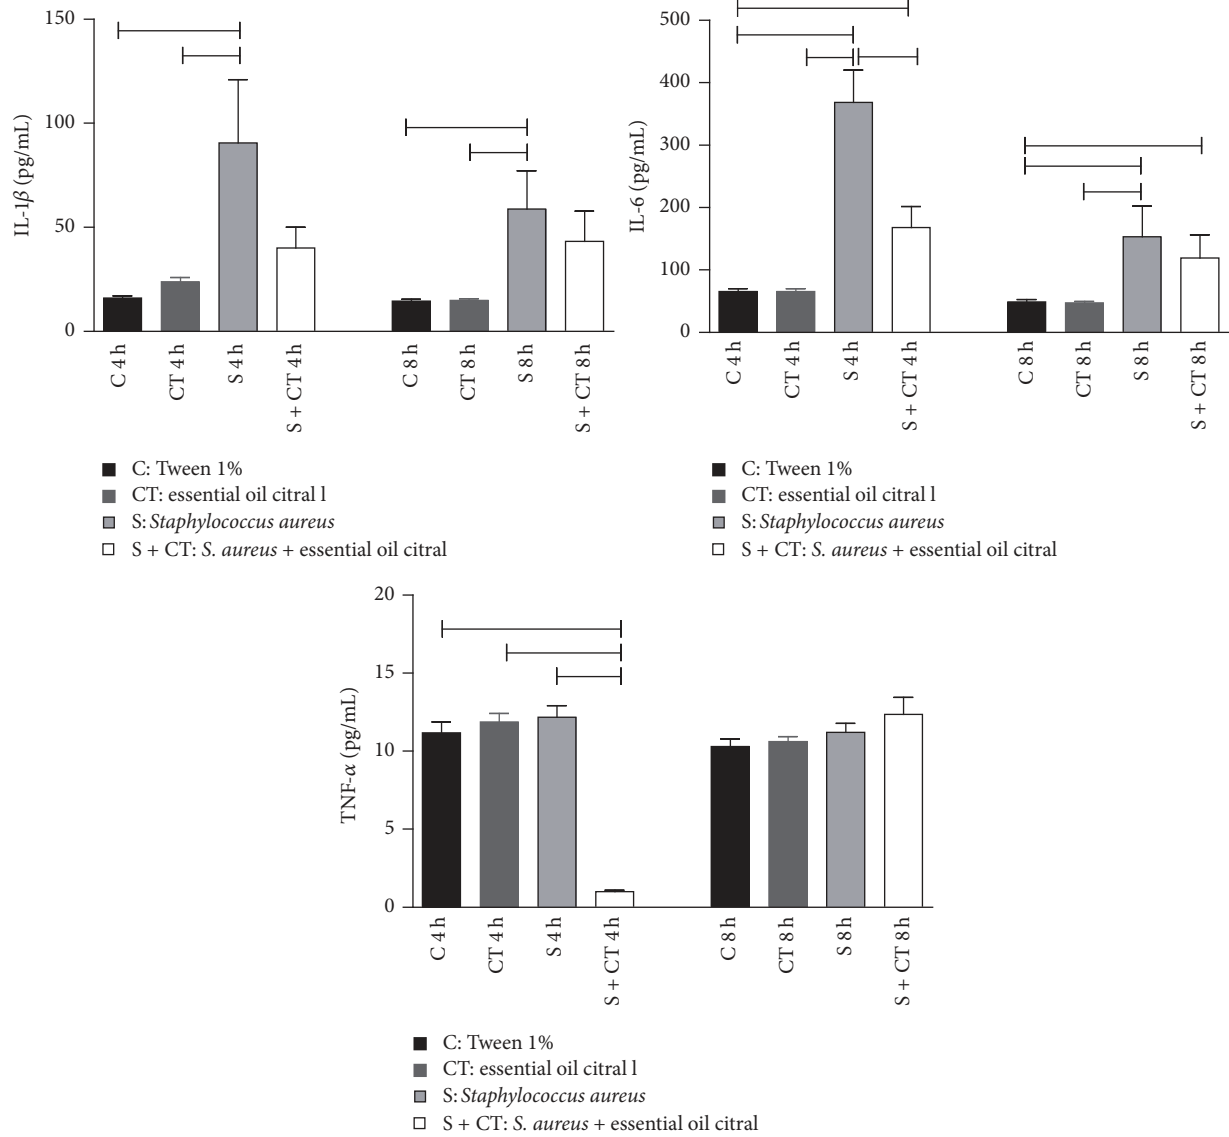 150
100
50
0
IL-1β (pg/mL)
C 4 h
CT 4 h
S 4 h
S + CT 4 h
C 8 h
CT 8 h
S 8 h
S + CT 8 h
C: Tween 1%
CT: essential oil citral l
S: Staphylococcus aureus
S + CT: S. aureus + essential oil citral
500
400
300
200
100
0
IL-6 (pg/mL)
C 4 h
CT 4 h
S 4 h
S + CT 4 h
C 8 h
CT 8 h
S 8 h
S + CT 8 h
C: Tween 1%
CT: essential oil citral l
S: Staphylococcus aureus
S + CT: S. aureus + essential oil citral
20
15
10
5
0
TNF-α (pg/mL)
C 4 h
CT 4 h
S 4 h
S + CT 4 h
C 8 h
CT 8 h
S 8 h
S + CT 8 h
C: Tween 1%
CT: essential oil citral l
S: Staphylococcus aureus
S + CT: S. aureus + essential oil citral